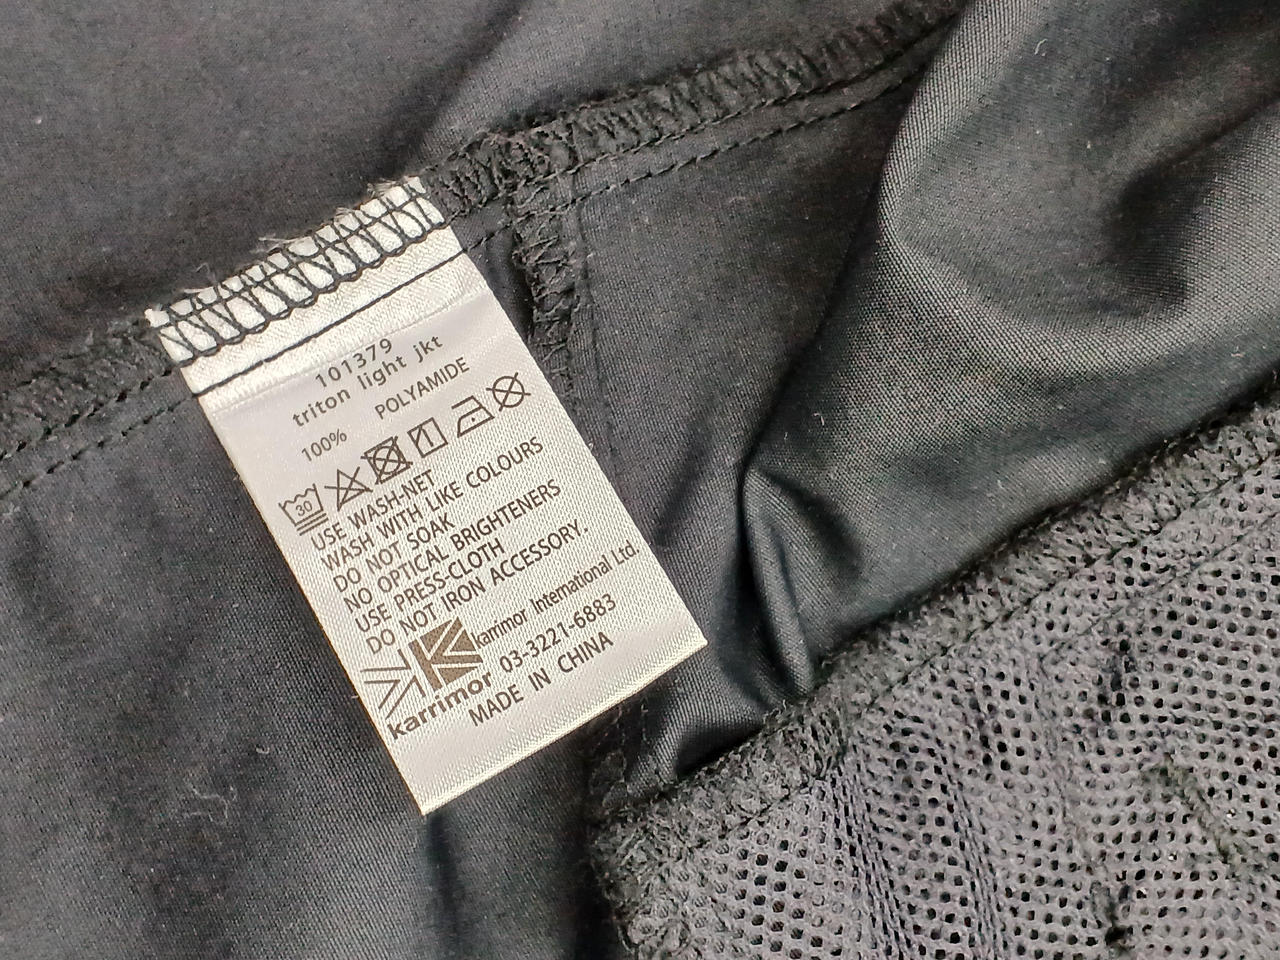 101379
triton light jkt
100% POLYAMIDE
30 1
USE WASH-NET
WASH WITH LIKE COLOURS
DO NOT SOAK
NO OPTICAL BRIGHTENERS
USE PRESS-CLOTH
DO NOT IRON ACCESSORY.
karrimor International Ltd.
03-3221-6883
karrimor
MADE IN CHINA